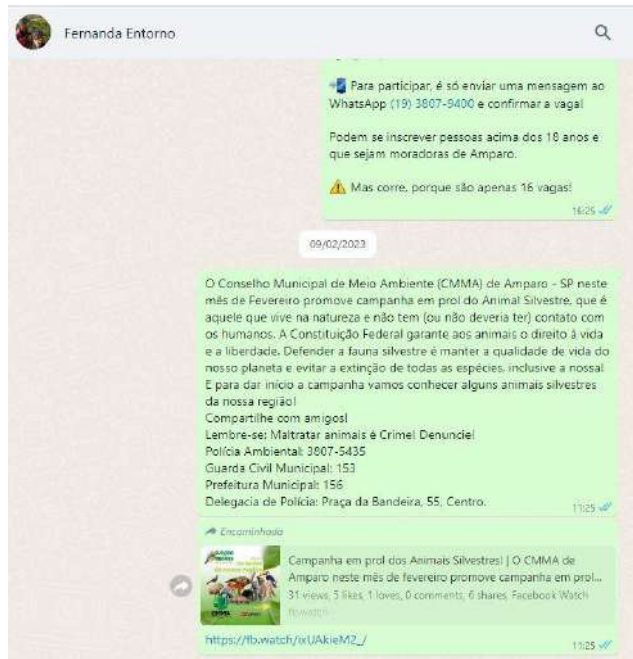 Fernanda Entorno
📲 Para participar, é só enviar uma mensagem ao
WhatsApp (19) 3807-9400 e confirmar a vaga!
Podem se inscrever pessoas acima dos 18 anos e
que sejam moradoras de Amparo.
⚠️ Mas corre, porque são apenas 16 vagas!
16:25
09/02/2023
O Conselho Municipal de Meio Ambiente (CMMA) de Amparo - SP neste
mês de Fevereiro promove campanha em prol do Animal Silvestre, que é
aquele que vive na natureza e não tem (ou não deveria ter) contato com
os humanos. A Constituição Federal garante aos animais o direito à vida
e a liberdade. Defender a fauna silvestre é manter a qualidade de vida do
nosso planeta e evitar a extinção de todas as espécies, inclusive a nossa!
E para dar início a campanha vamos conhecer alguns animais silvestres
da nossa região!
Compartilhe com amigos!
Lembre-se: Maltratar animais é Crime! Denuncie!
Polícia Ambiental: 3807-5435
Guarda Civil Municipal: 153
Prefeitura Municipal: 156
Delegacia de Polícia: Praça da Bandeira, 55, Centro.
11:25
Encaminhada
Campanha em prol dos Animais Silvestres! | O CMMA de
Amparo neste mês de fevereiro promove campanha em prol...
31 views, 5 likes, 1 loves, 0 comments, 6 shares, Facebook Watch
fb.watch
CMMA
https://fb.watch/ixUAkieM2_/
11:25